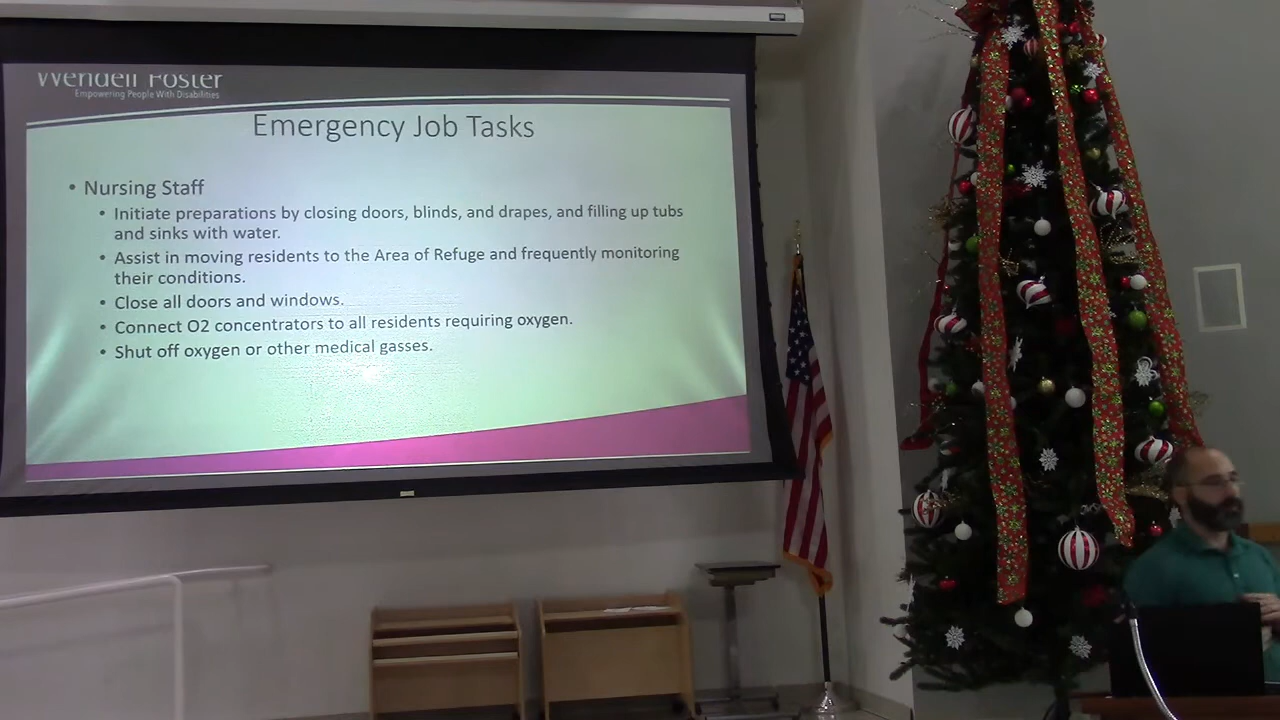 Wendell Foster
Empowering People With Disabilities
Emergency Job Tasks
• Nursing Staff
• Initiate preparations by closing doors, blinds, and drapes, and filling up tubs
and sinks with water.
• Assist in moving residents to the Area of Refuge and frequently monitoring
their conditions.
• Close all doors and windows.
• Connect O2 concentrators to all residents requiring oxygen.
• Shut off oxygen or other medical gasses.